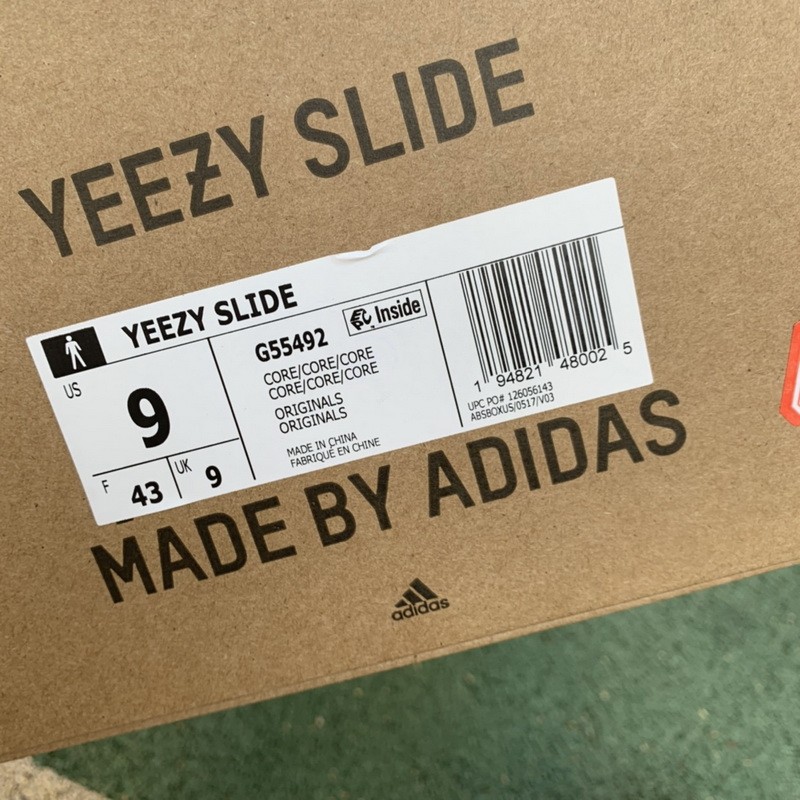 YEEZY SLIDE
YEEZY SLIDE
US
9
F 43
UK 9
G55492
Inside
CORE/CORE/CORE
CORE/CORE/CORE
ORIGINALS
ORIGINALS
MADE IN CHINA
FABRIQUÉ EN CHINE
1 94821 48002 5
UPC PO# 126056143
ABSBOXUS/0517/V03
MADE BY ADIDAS
adidas